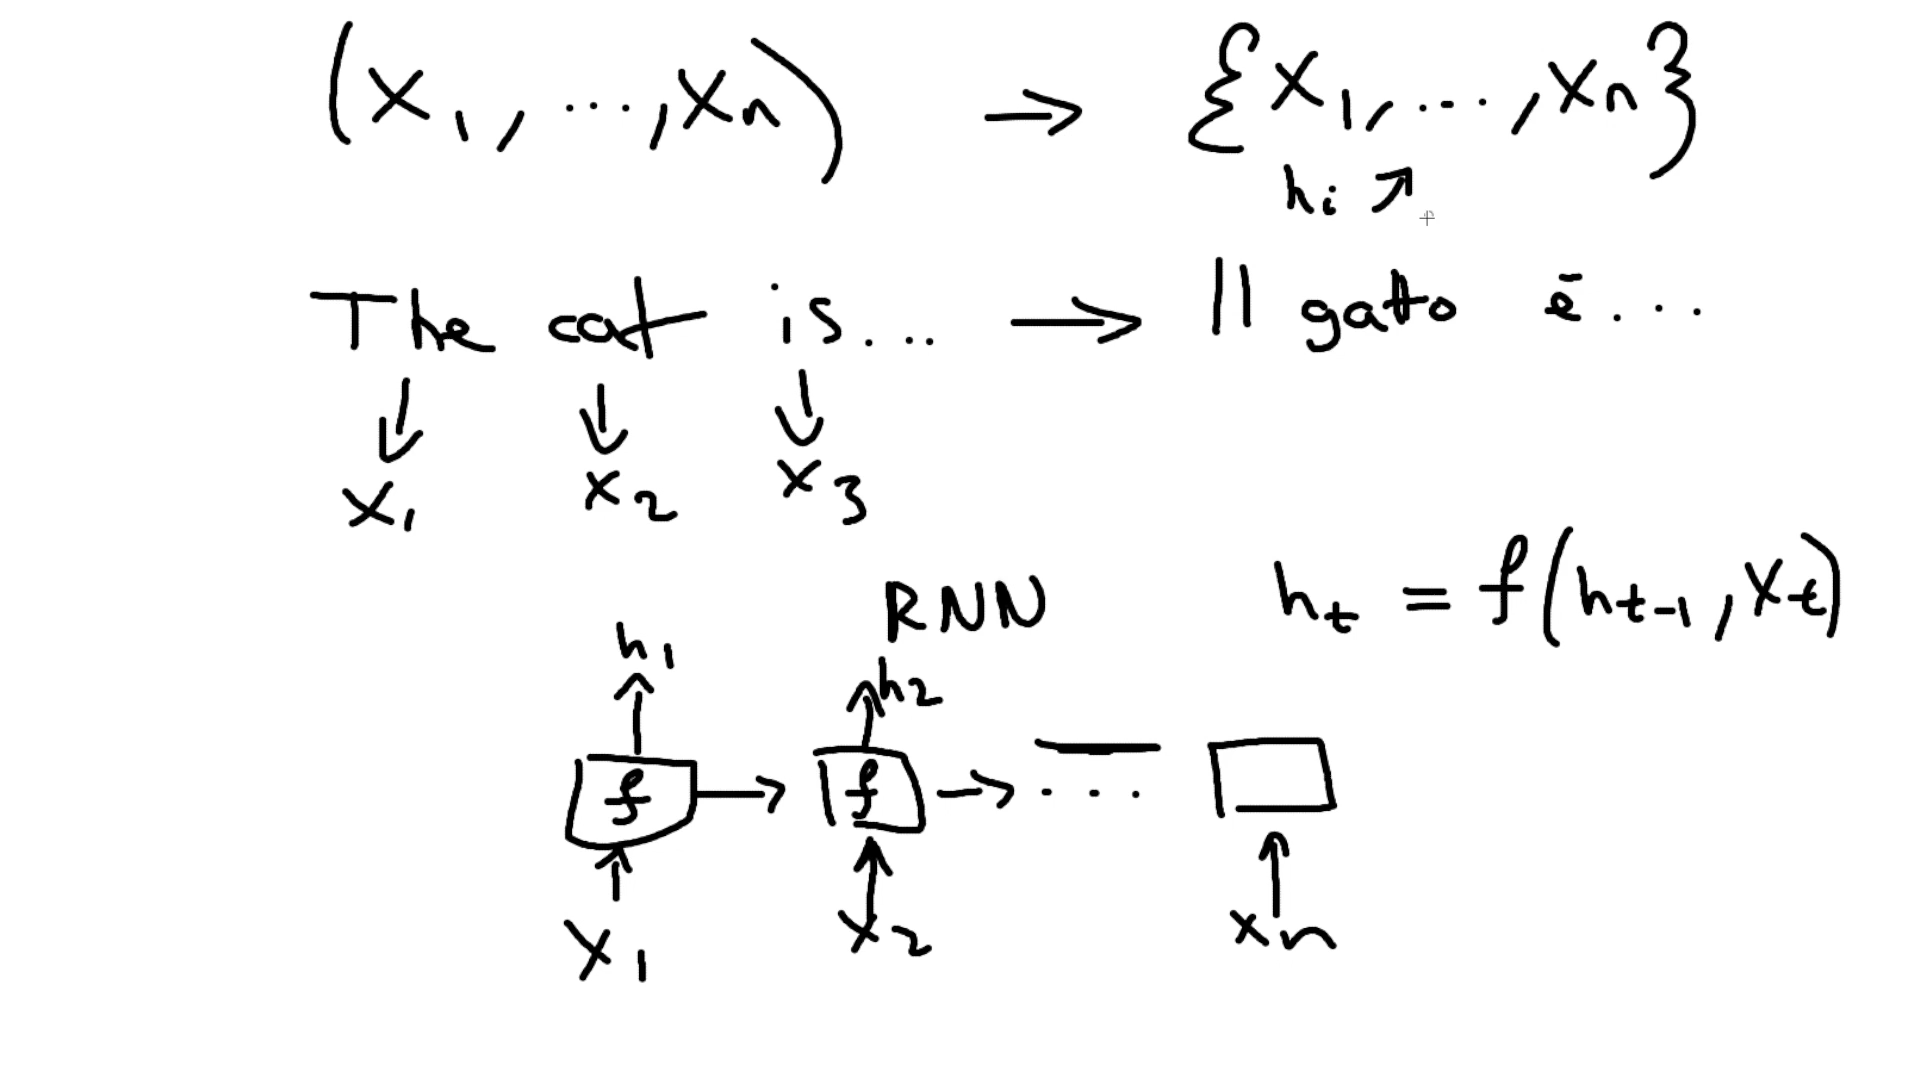 (x₁, ..., xₙ) → {x₁, ..., xₙ}
hᵢ ↗
The cat is... → Il gatto ē...
↓ ↓ ↓
x₁ x₂ x₃
RNN hₜ = f(hₜ₋₁, xₜ)
h₁ h₂
f → f → ...
x₁ x₂ xₙ